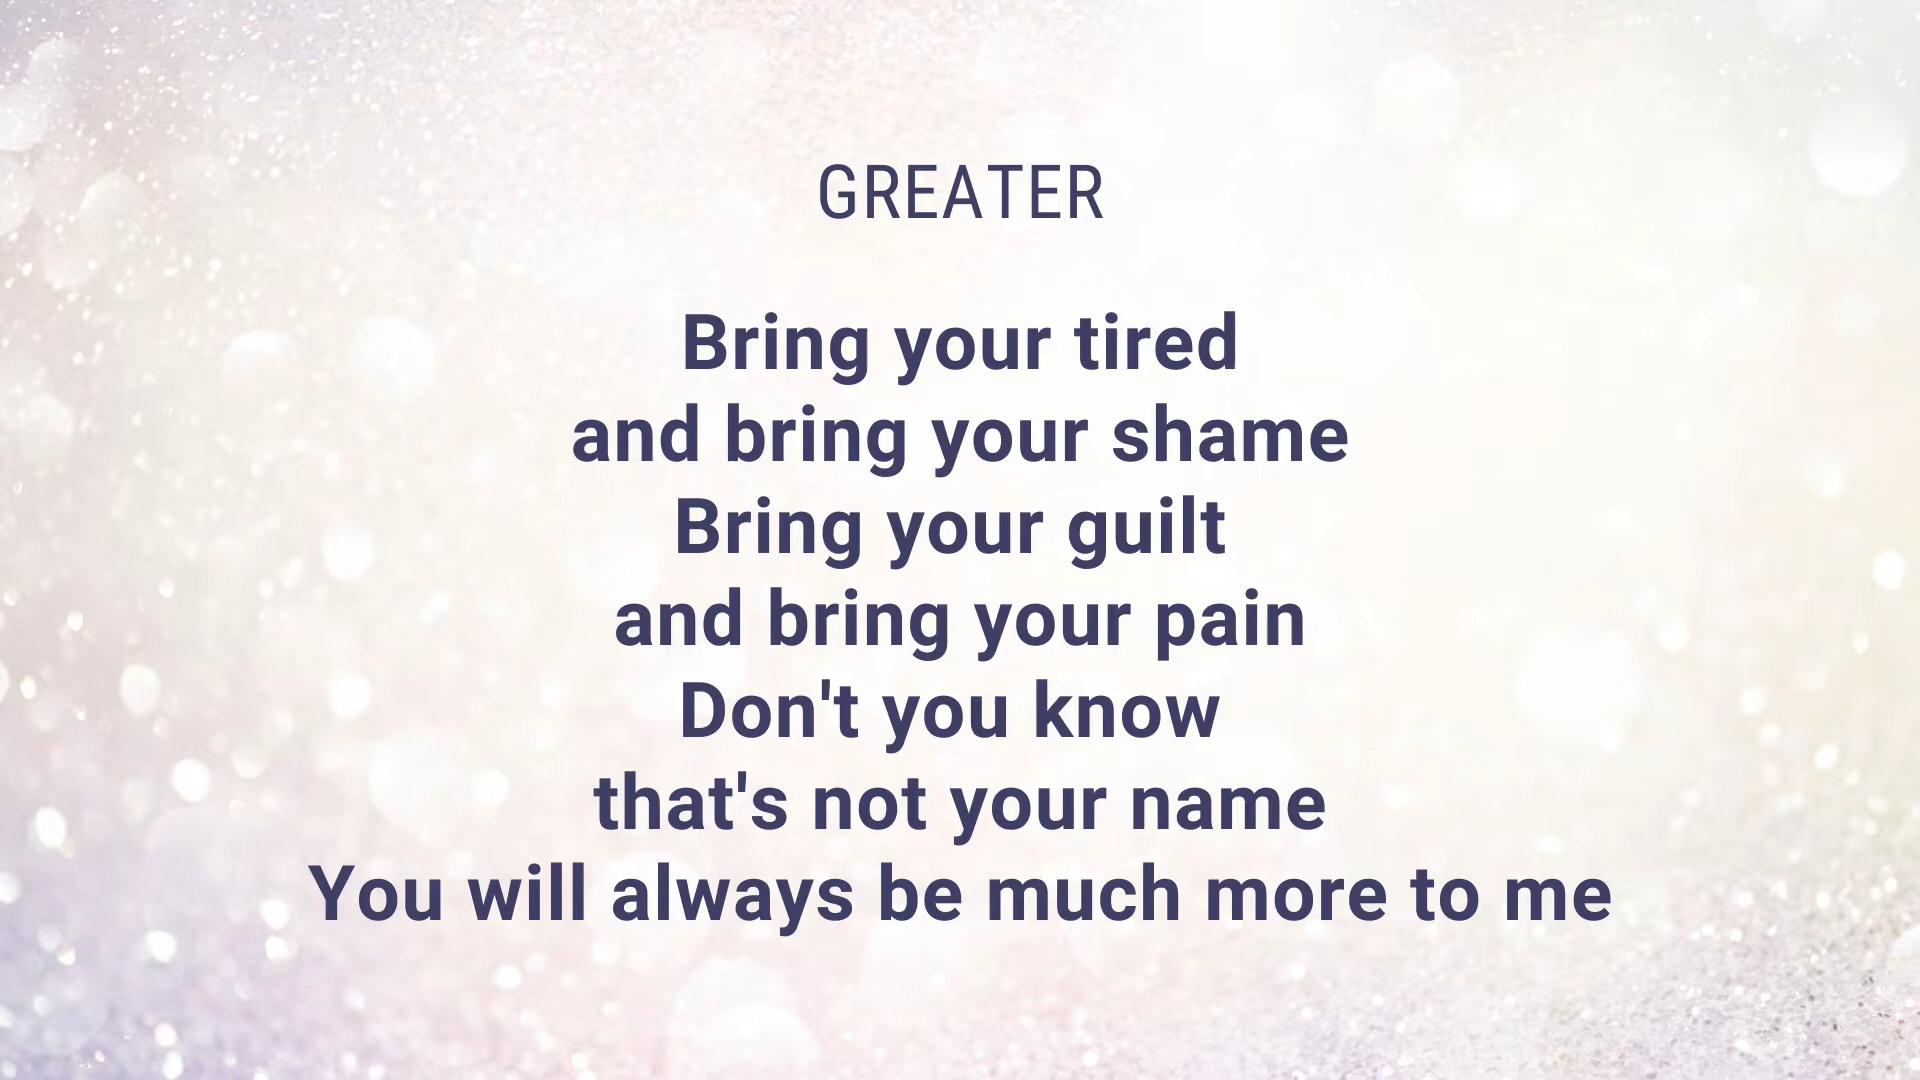 GREATER
Bring your tired
and bring your shame
Bring your guilt
and bring your pain
Don't you know
that's not your name
You will always be much more to me